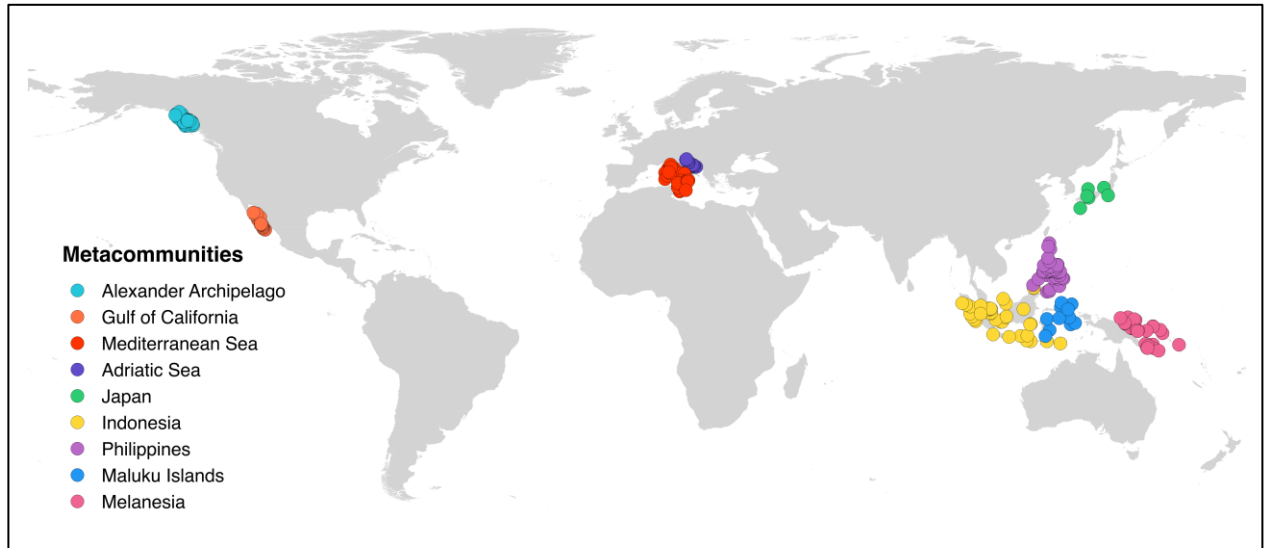 Metacommunities
Alexander Archipelago
Gulf of California
Mediterranean Sea
Adriatic Sea
Japan
Indonesia
Philippines
Maluku Islands
Melanesia